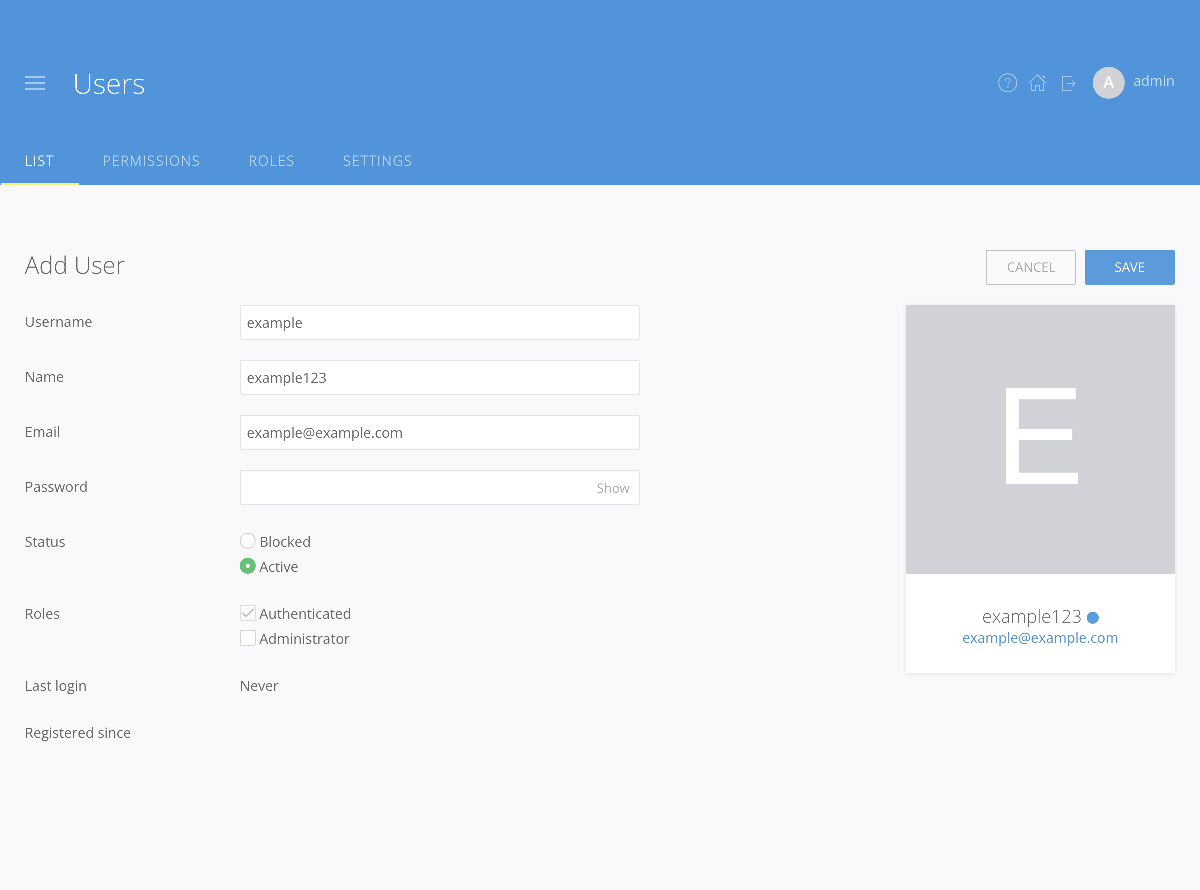 Users
A admin
LIST PERMISSIONS ROLES SETTINGS
Add User
CANCEL SAVE
Username example
Name example123
Email example@example.com
Password Show
Status Blocked
Active
Roles Authenticated
Administrator
Last login Never
Registered since
E
example123
example@example.com